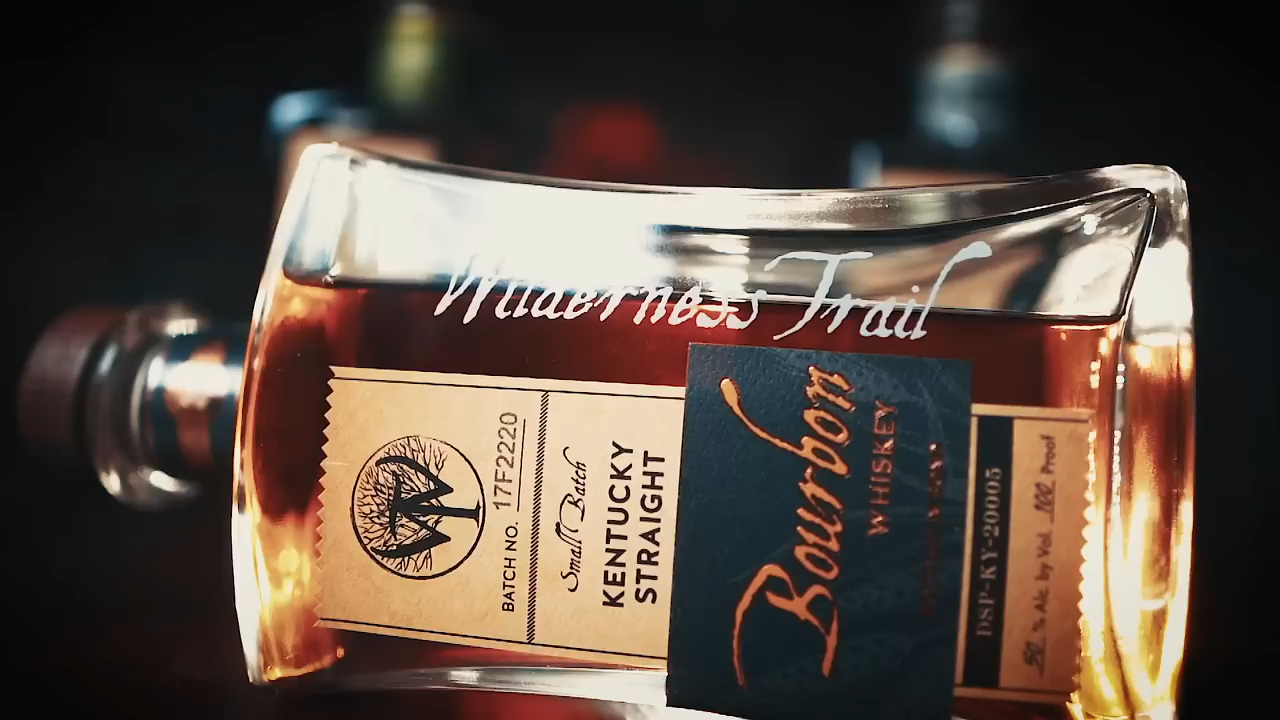 Wilderness Trail
WT
BATCH NO. 17F2220
Small Batch
KENTUCKY
STRAIGHT
Bourbon
WHISKEY
DSP-KY-20005
50 % Alc. by Vol. 100 Proof